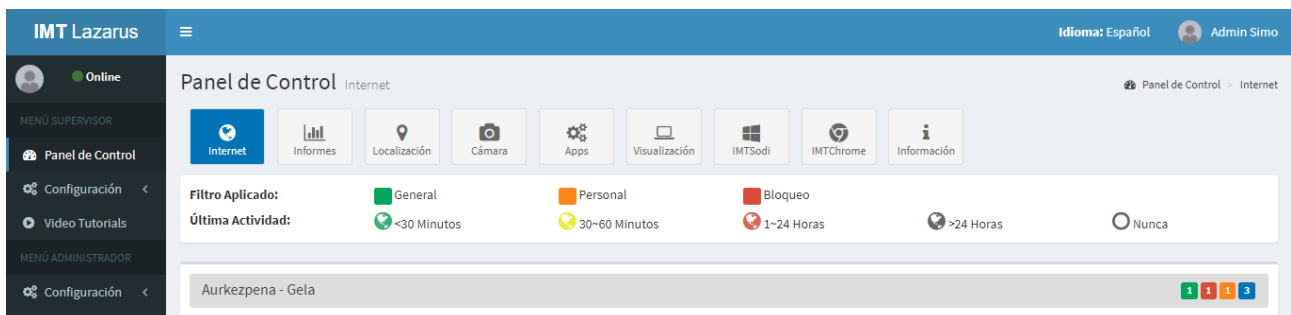 IMT Lazarus
Idioma: Español Admin Simo
Online
Panel de Control Internet
Panel de Control > Internet
MENÚ SUPERVISOR
Panel de Control
Configuración <
Video Tutorials
MENÚ ADMINISTRADOR
Configuración <
Internet Informes Localización Cámara Apps Visualización IMTSodi IMTChrome Información
Filtro Aplicado: General Personal Bloqueo
Última Actividad: <30 Minutos 30~60 Minutos 1~24 Horas >24 Horas Nunca
Aurkezpena - Gela 1 1 1 3